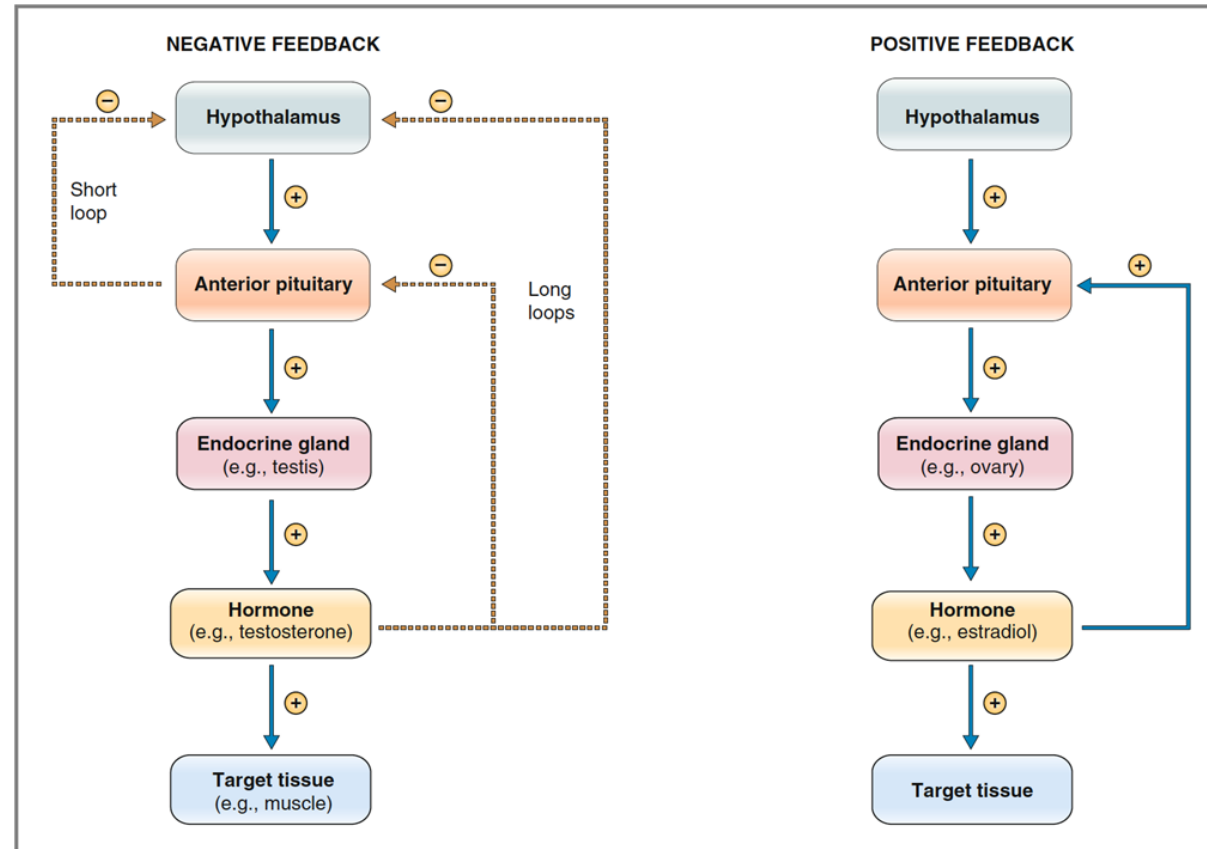 NEGATIVE FEEDBACK
−
−
Hypothalamus
Short
loop
+
−
Anterior pituitary
Long
loops
+
Endocrine gland
(e.g., testis)
+
Hormone
(e.g., testosterone)
+
Target tissue
(e.g., muscle)
POSITIVE FEEDBACK
Hypothalamus
+
+
Anterior pituitary
+
Endocrine gland
(e.g., ovary)
+
Hormone
(e.g., estradiol)
+
Target tissue